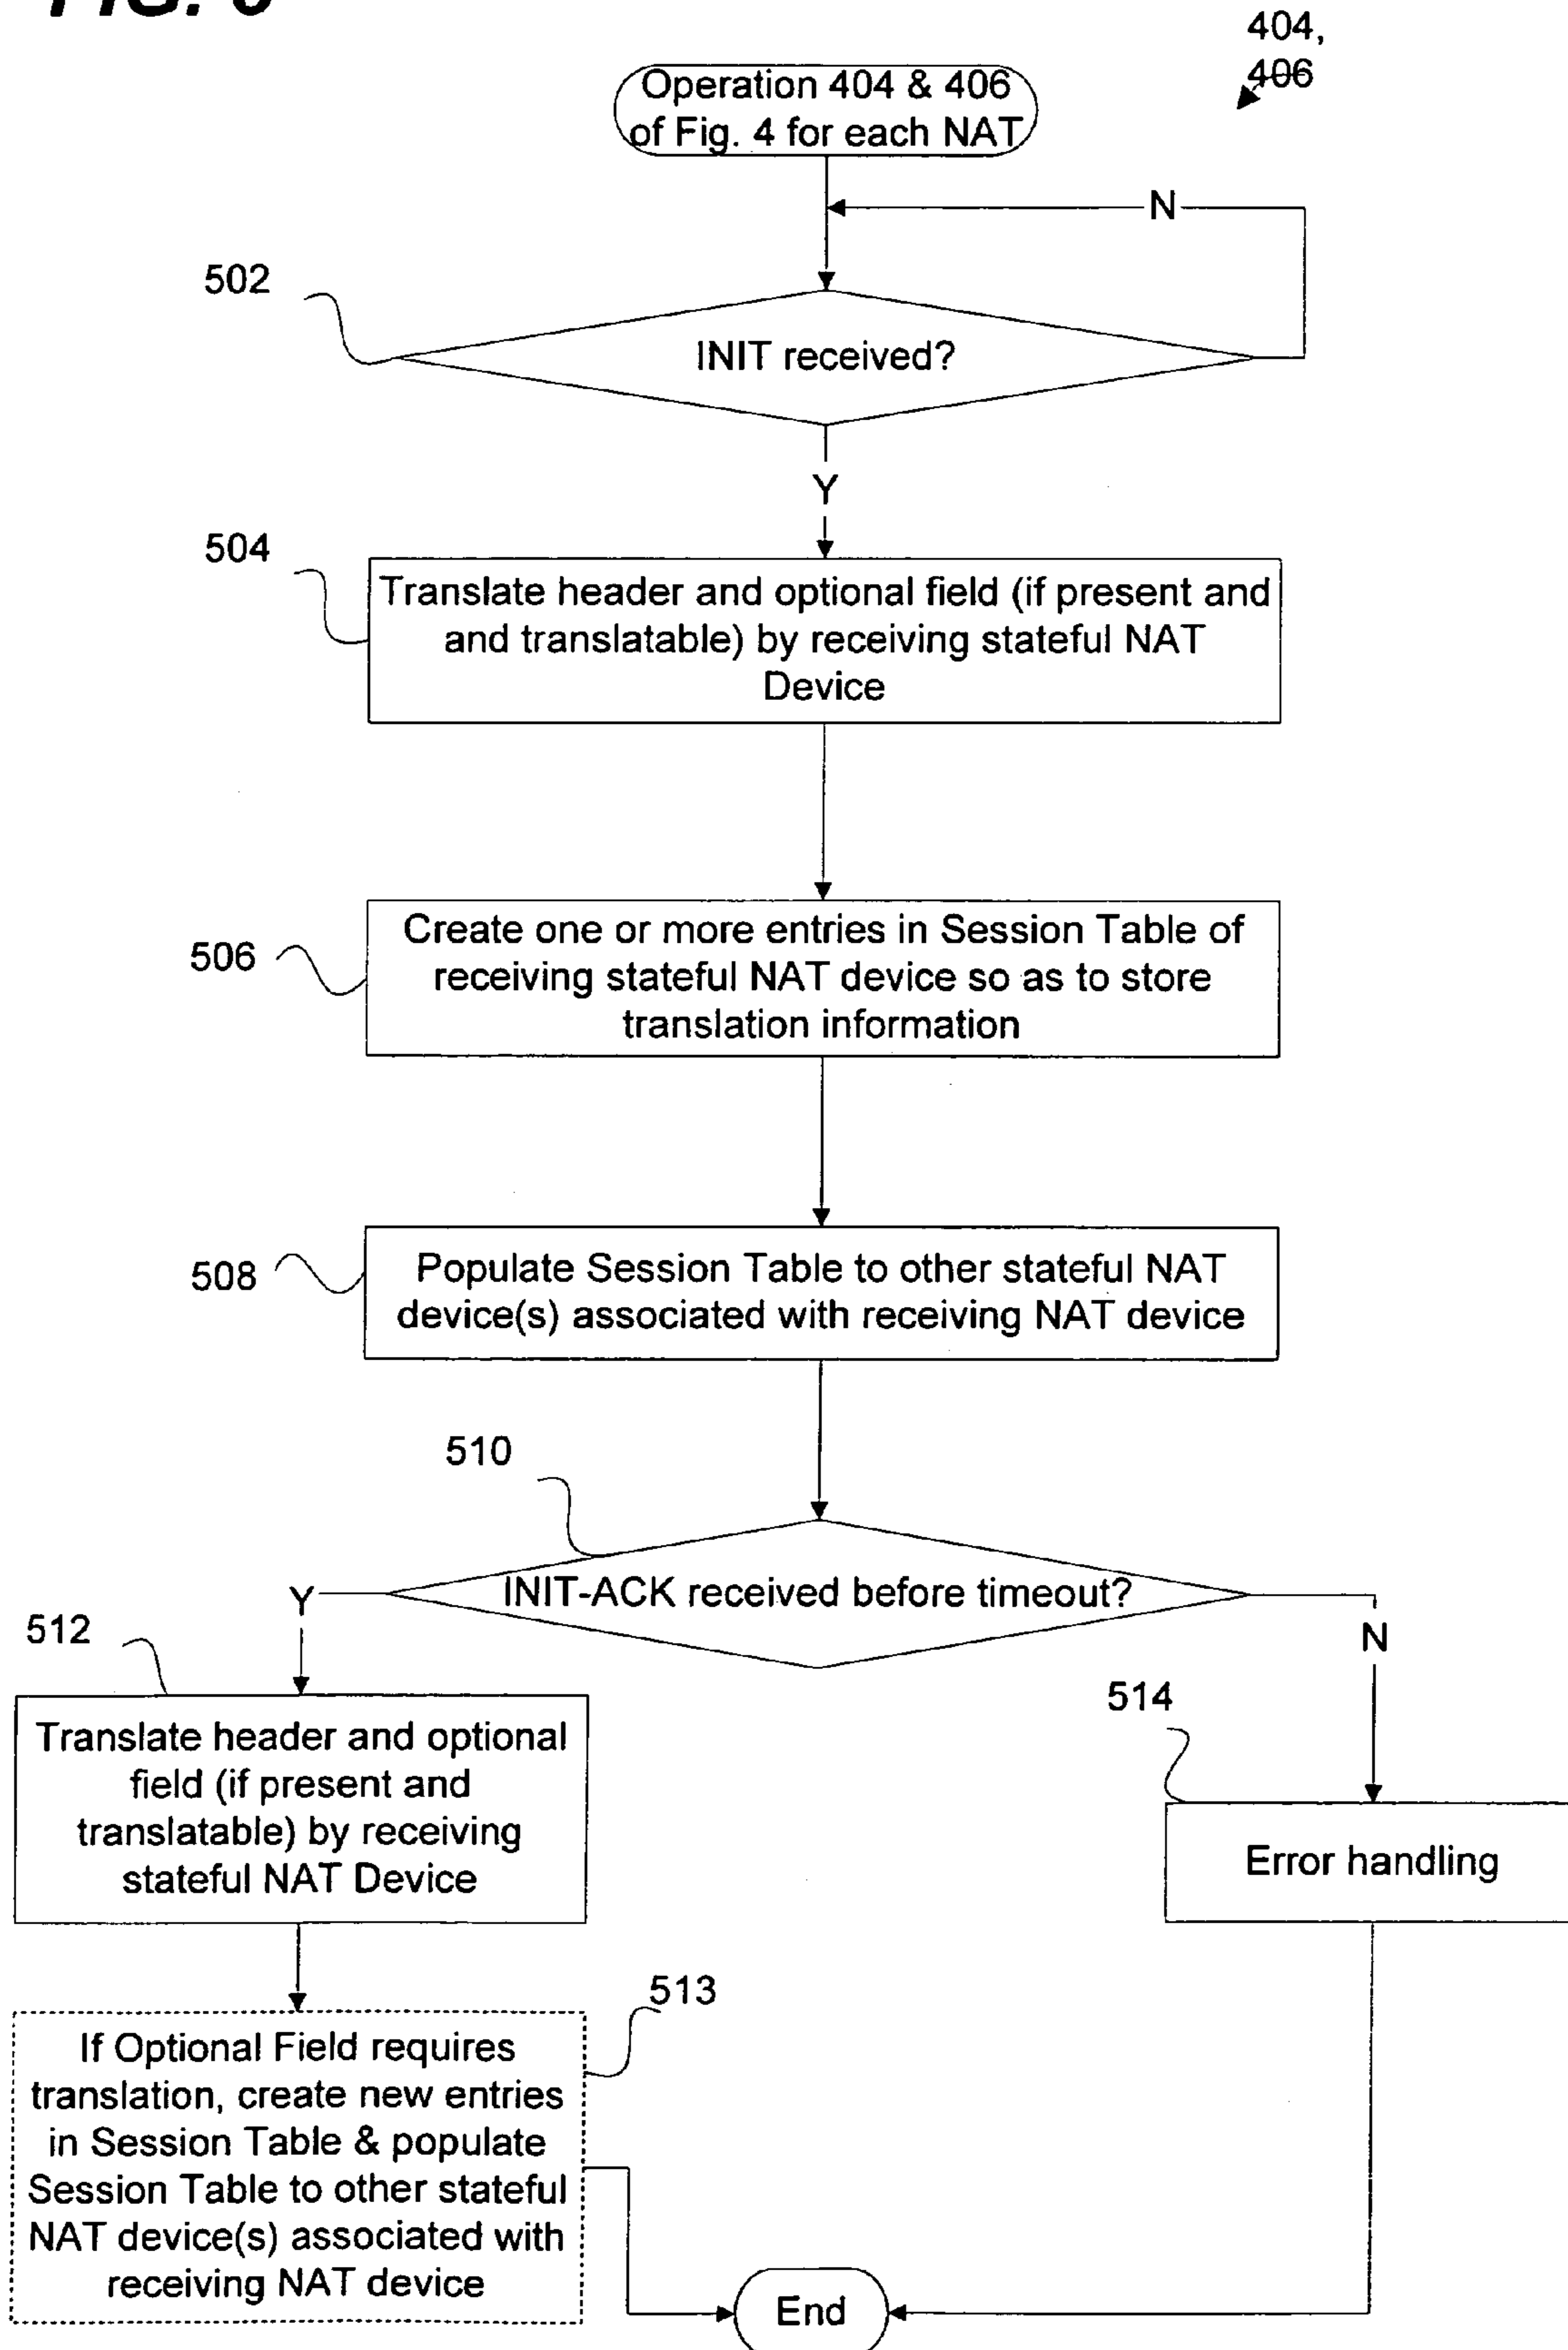 FIG.
404,
406
Operation 404 & 406
of Fig. 4 for each NAT
N
502
INIT received?
Y
504
Translate header and optional field (if present and
and translatable) by receiving stateful NAT
Device
506
Create one or more entries in Session Table of
receiving stateful NAT device so as to store
translation information
508
Populate Session Table to other stateful NAT
device(s) associated with receiving NAT device
510
INIT-ACK received before timeout?
Y
N
512
Translate header and optional
field (if present and
translatable) by receiving
stateful NAT Device
514
Error handling
513
If Optional Field requires
translation, create new entries
in Session Table & populate
Session Table to other stateful
NAT device(s) associated with
receiving NAT device
End